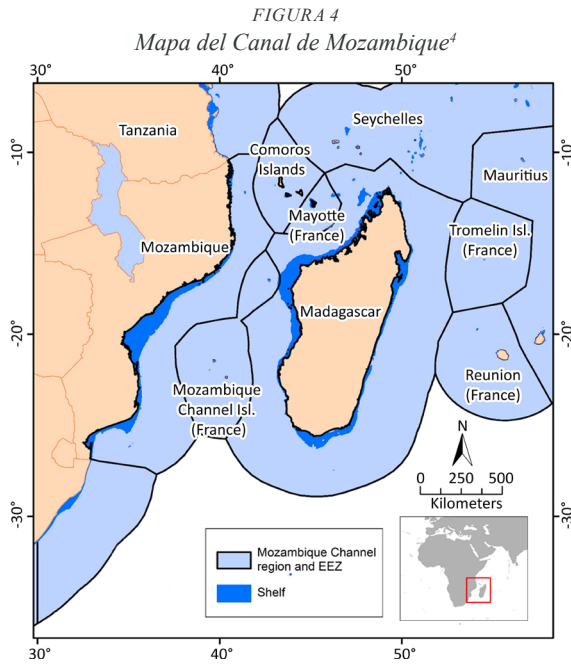 FIGURA 4
Mapa del Canal de Mozambique⁴
30°
40°
50°
Tanzania
Seychelles
-10°
-10°
Comoros
Islands
Mauritius
Mayotte
(France)
Tromelin Isl.
(France)
Mozambique
Madagascar
-20°
-20°
Mozambique
Channel Isl.
(France)
Reunion
(France)
N
0 250 500
Kilometers
-30°
-30°
Mozambique Channel
region and EEZ
Shelf
30°
40°
50°